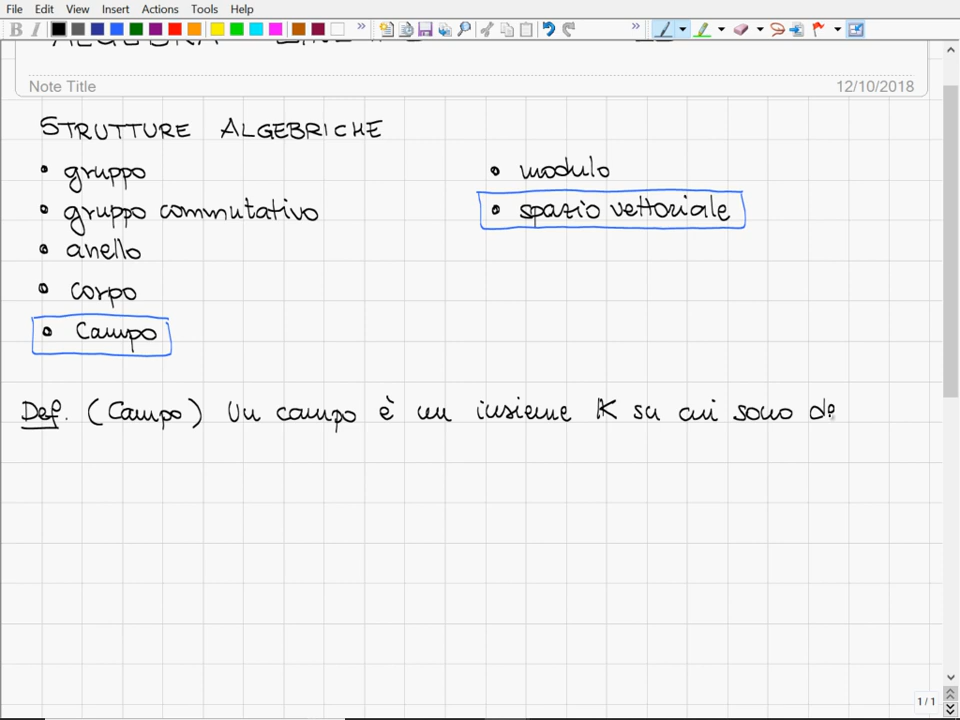 File Edit View Insert Actions Tools Help
B I
Note Title 12/10/2018
STRUTTURE ALGEBRICHE
• gruppo
• gruppo commutativo
• anello
• corpo
• Campo
• modulo
• spazio vettoriale
Def. (Campo) Un campo è un insieme K su cui sono de
1/1